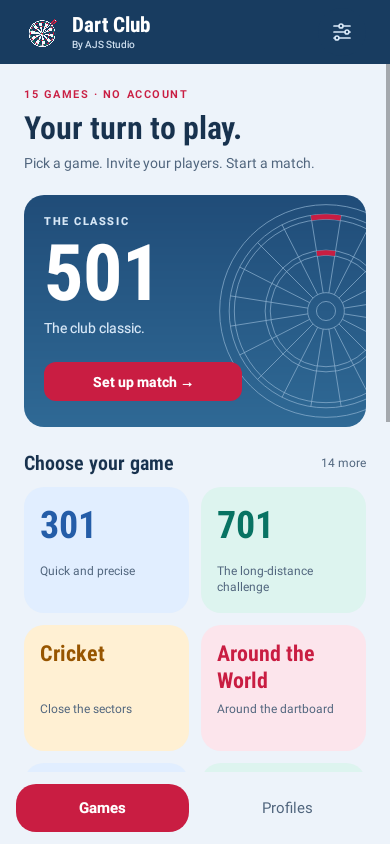 Dart Club
By AJS Studio
15 GAMES · NO ACCOUNT
Your turn to play.
Pick a game. Invite your players. Start a match.
THE CLASSIC
501
The club classic.
Set up match →
Choose your game
14 more
301
Quick and precise
701
The long-distance
challenge
Cricket
Close the sectors
Around the
World
Around the dartboard
Games
Profiles